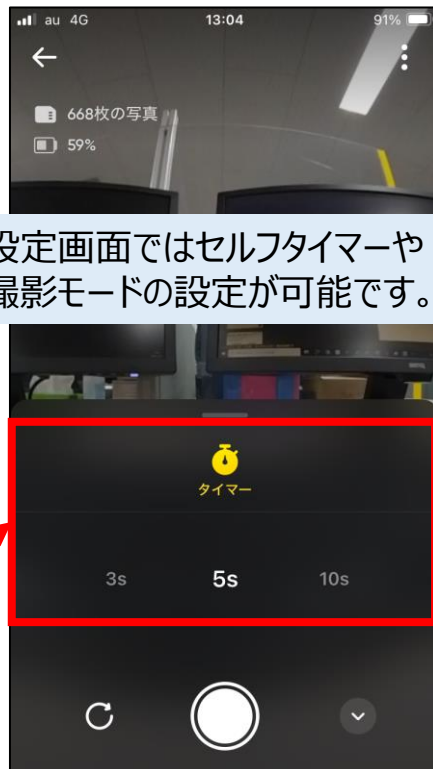 au 4G 13:04 91%
668枚の写真
59%
設定画面ではセルフタイマーや
撮影モードの設定が可能です。
タイマー
3s 5s 10s